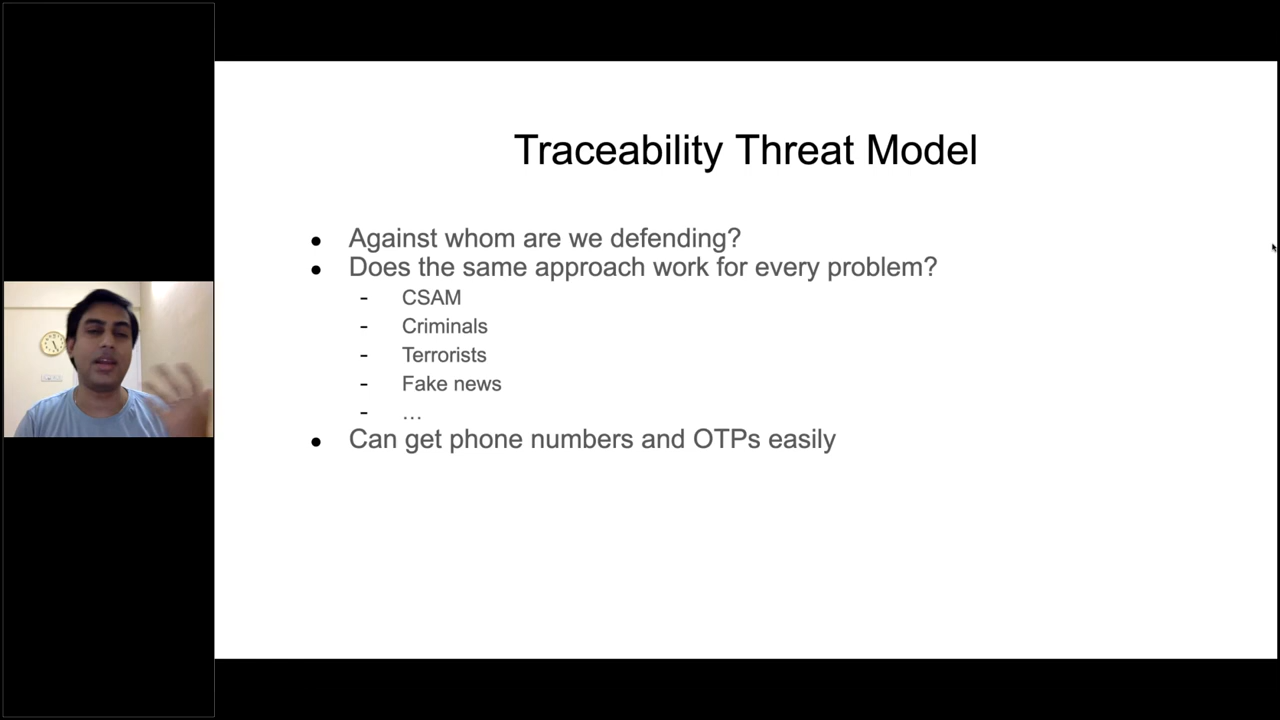 Traceability Threat Model
● Against whom are we defending?
● Does the same approach work for every problem?
- CSAM
- Criminals
- Terrorists
- Fake news
- …
● Can get phone numbers and OTPs easily